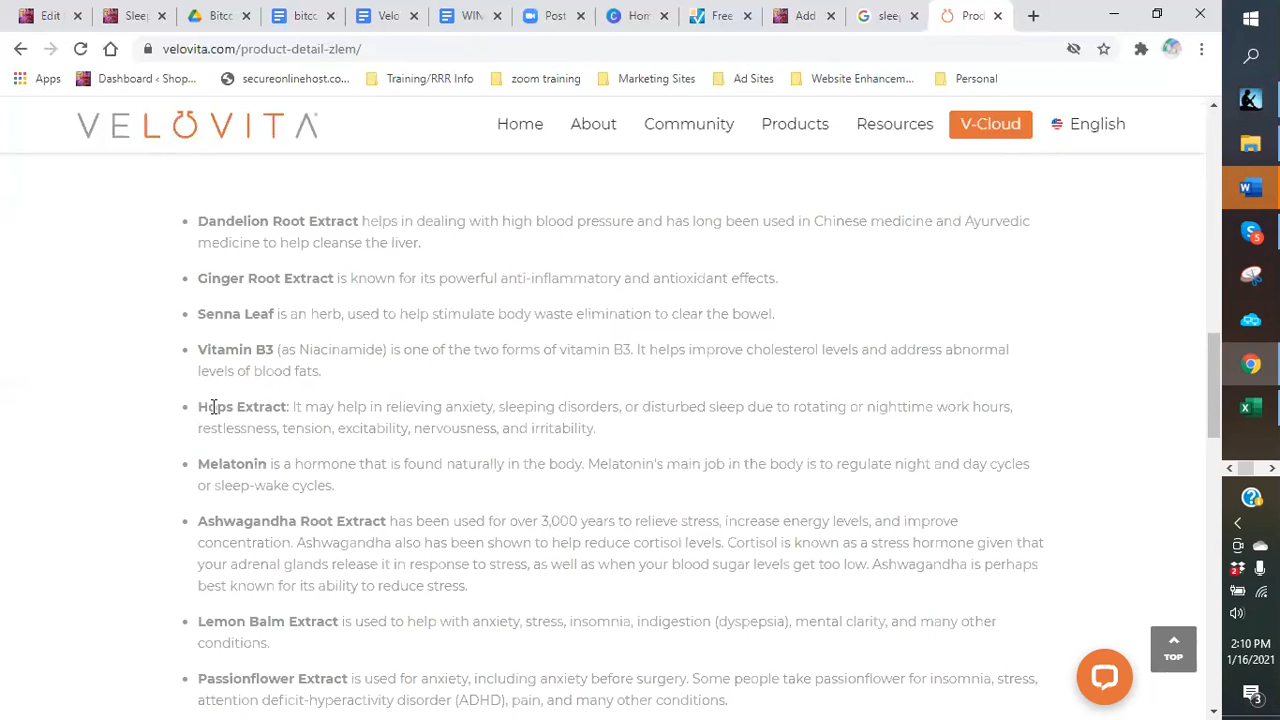 Edit
Slee
Bitco
bitco
Velo
WIN
Post
Hom
Free
Add
sleep
Prod
velovita.com/product-detail-zlem/
Apps Dashboard ‹ Shop... secureonlinehost.co... Training/RRR Info zoom training Marketing Sites Ad Sites Website Enhancem... Personal
VELOVITA Home About Community Products Resources V-Cloud English
• Dandelion Root Extract helps in dealing with high blood pressure and has long been used in Chinese medicine and Ayurvedic
medicine to help cleanse the liver.
• Ginger Root Extract is known for its powerful anti-inflammatory and antioxidant effects.
• Senna Leaf is an herb, used to help stimulate body waste elimination to clear the bowel.
• Vitamin B3 (as Niacinamide) is one of the two forms of vitamin B3. It helps improve cholesterol levels and address abnormal
levels of blood fats.
• Hops Extract: It may help in relieving anxiety, sleeping disorders, or disturbed sleep due to rotating or nighttime work hours,
restlessness, tension, excitability, nervousness, and irritability.
• Melatonin is a hormone that is found naturally in the body. Melatonin's main job in the body is to regulate night and day cycles
or sleep-wake cycles.
• Ashwagandha Root Extract has been used for over 3,000 years to relieve stress, increase energy levels, and improve
concentration. Ashwagandha also has been shown to help reduce cortisol levels. Cortisol is known as a stress hormone given that
your adrenal glands release it in response to stress, as well as when your blood sugar levels get too low. Ashwagandha is perhaps
best known for its ability to reduce stress.
• Lemon Balm Extract is used to help with anxiety, stress, insomnia, indigestion (dyspepsia), mental clarity, and many other
conditions.
• Passionflower Extract is used for anxiety, including anxiety before surgery. Some people take passionflower for insomnia, stress,
attention deficit-hyperactivity disorder (ADHD), pain, and many other conditions.
TOP
5
2
2:10 PM
1/16/2021
3